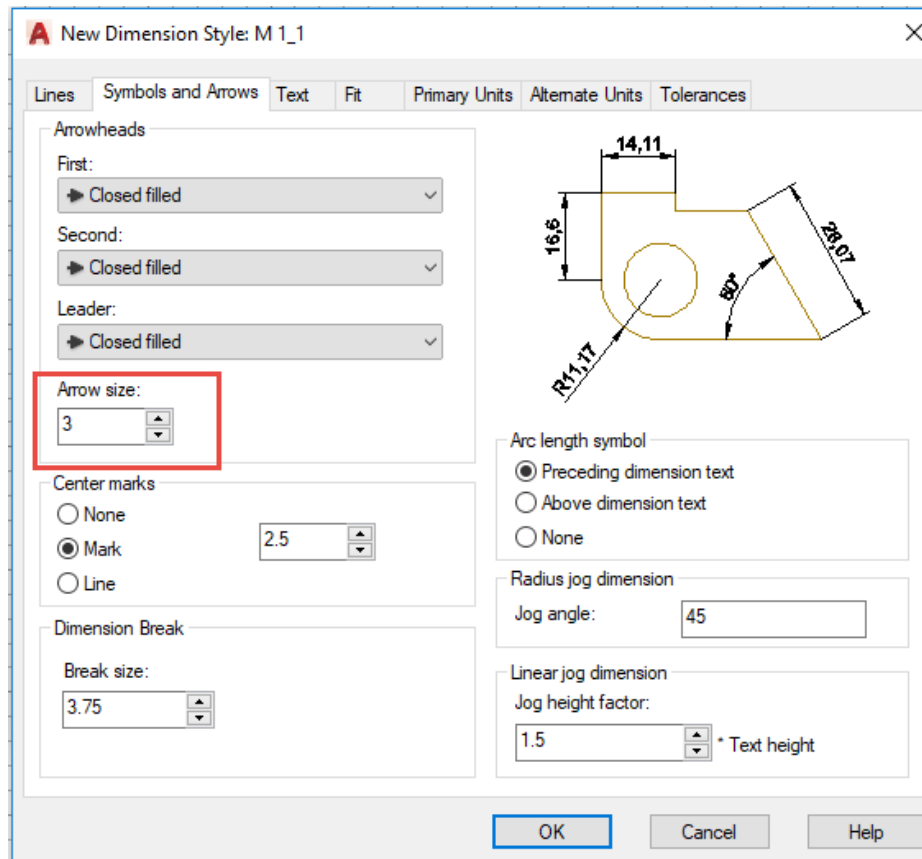 New Dimension Style: M 1_1
Lines Symbols and Arrows Text Fit Primary Units Alternate Units Tolerances
Arrowheads
First:
Closed filled
Second:
Closed filled
Leader:
Closed filled
Arrow size:
3
Center marks
None
Mark
2.5
Line
Dimension Break
Break size:
3.75
14,11
16,6
28,07
60°
R11,17
Arc length symbol
Preceding dimension text
Above dimension text
None
Radius jog dimension
Jog angle:
45
Linear jog dimension
Jog height factor:
1.5
* Text height
OK Cancel Help